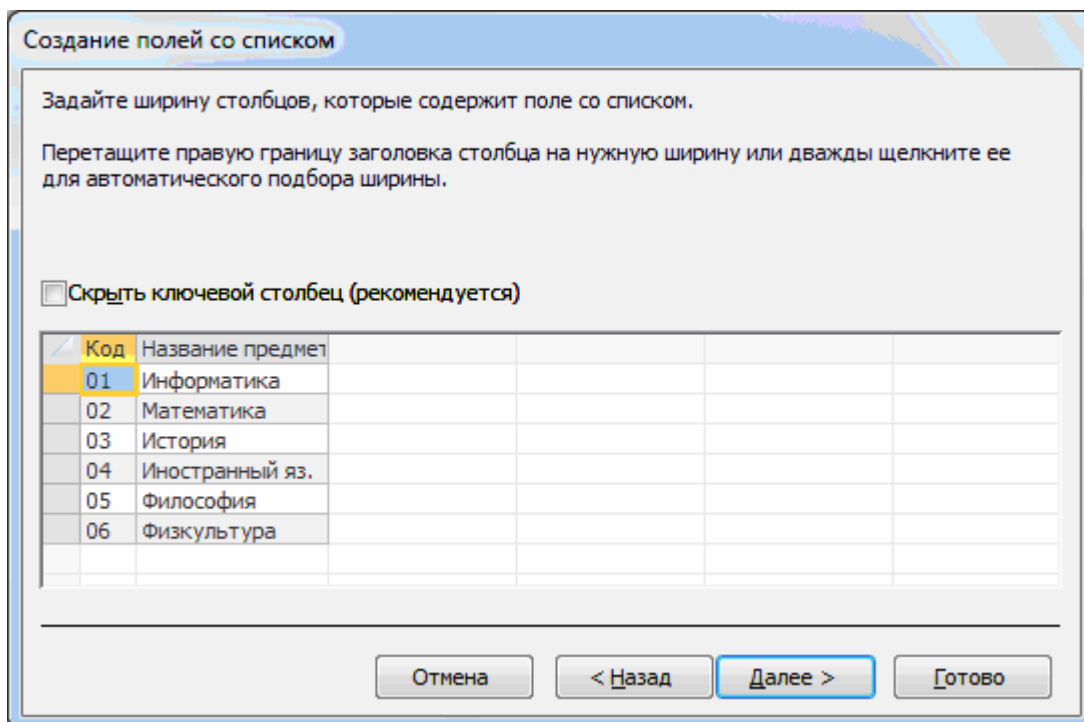 Создание полей со списком
Задайте ширину столбцов, которые содержит поле со списком.
Перетащите правую границу заголовка столбца на нужную ширину или дважды щелкните ее
для автоматического подбора ширины.
Скрыть ключевой столбец (рекомендуется)
Код Название предмет
01 Информатика
02 Математика
03 История
04 Иностранный яз.
05 Философия
06 Физкультура
Отмена < Назад Далее > Готово